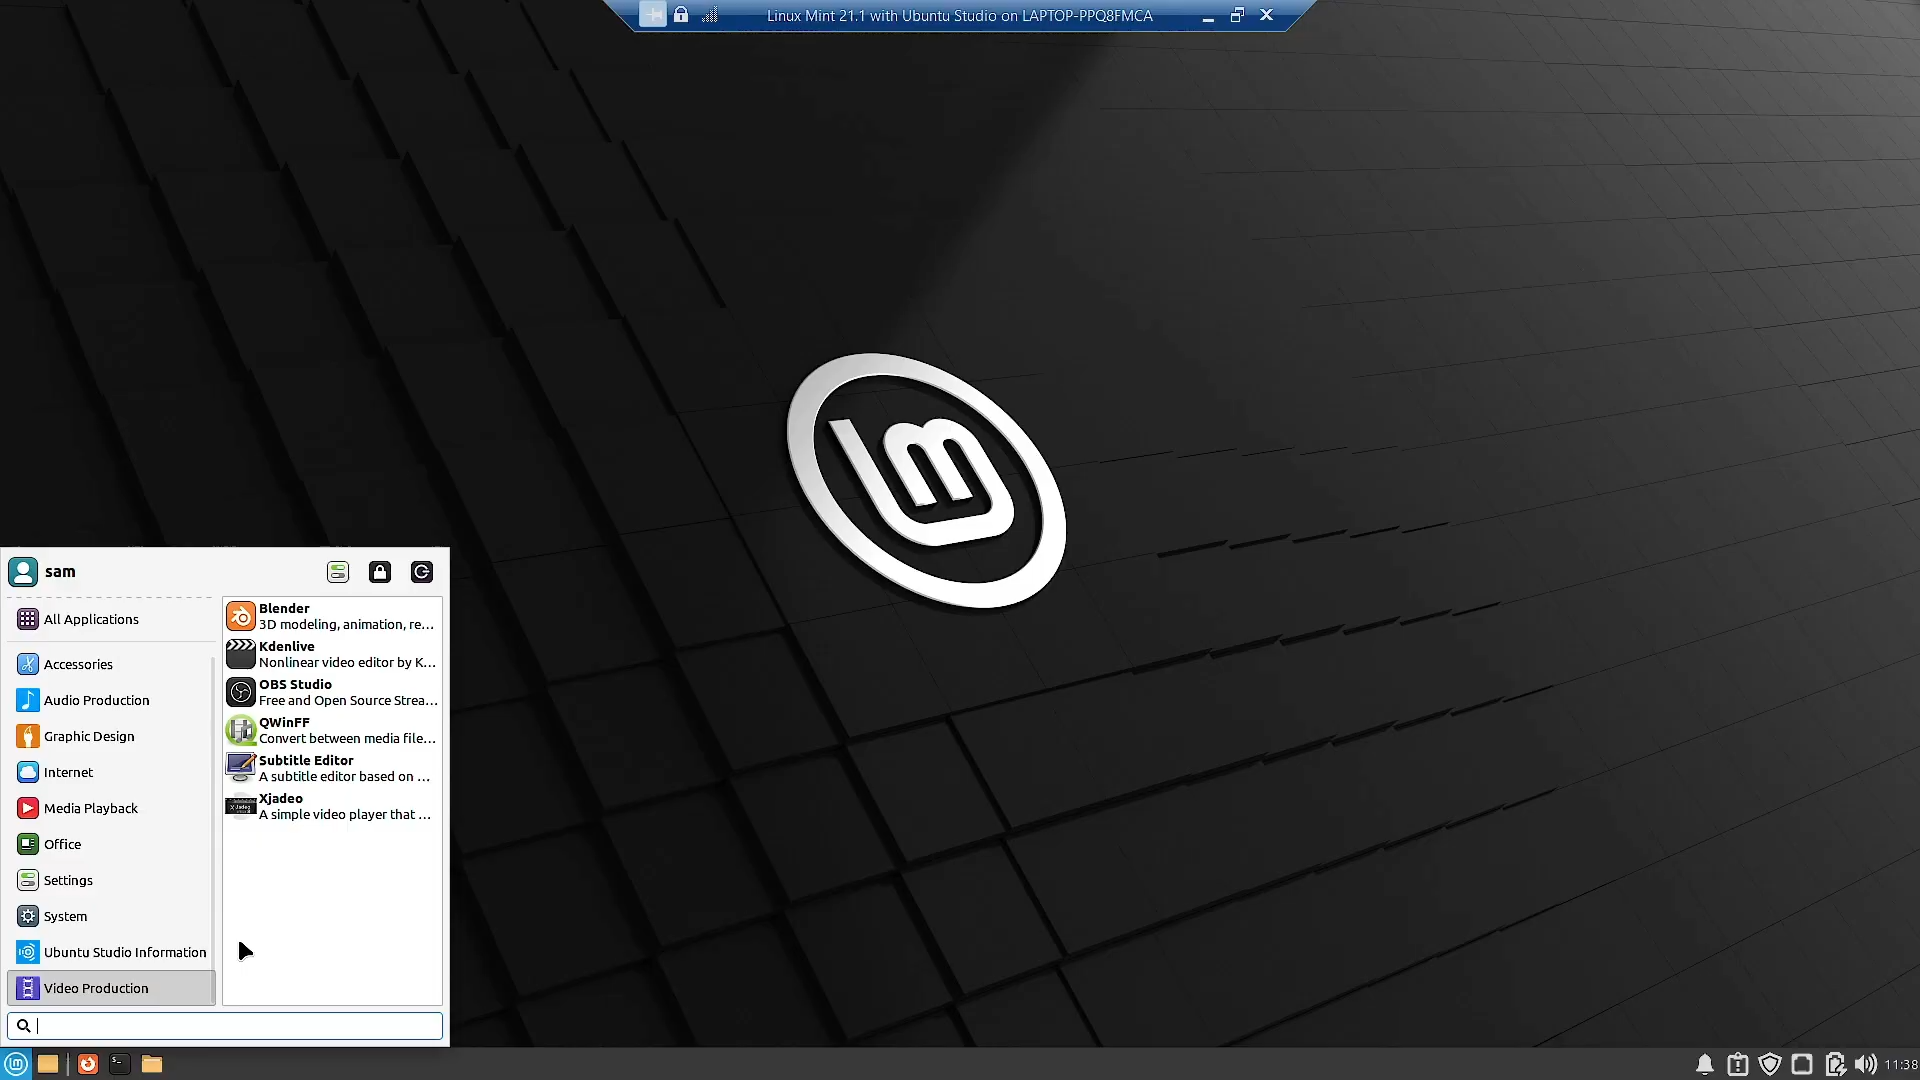 Linux Mint 21.1 with Ubuntu Studio on LAPTOP-PPQ8FMCA
sam
All Applications
Accessories
Audio Production
Graphic Design
Internet
Media Playback
Office
Settings
System
Ubuntu Studio Information
Video Production
Blender
3D modeling, animation, re...
Kdenlive
Nonlinear video editor by K...
OBS Studio
Free and Open Source Strea...
QWinFF
Convert between media file...
Subtitle Editor
A subtitle editor based on ...
Xjadeo
A simple video player that ...
11:38